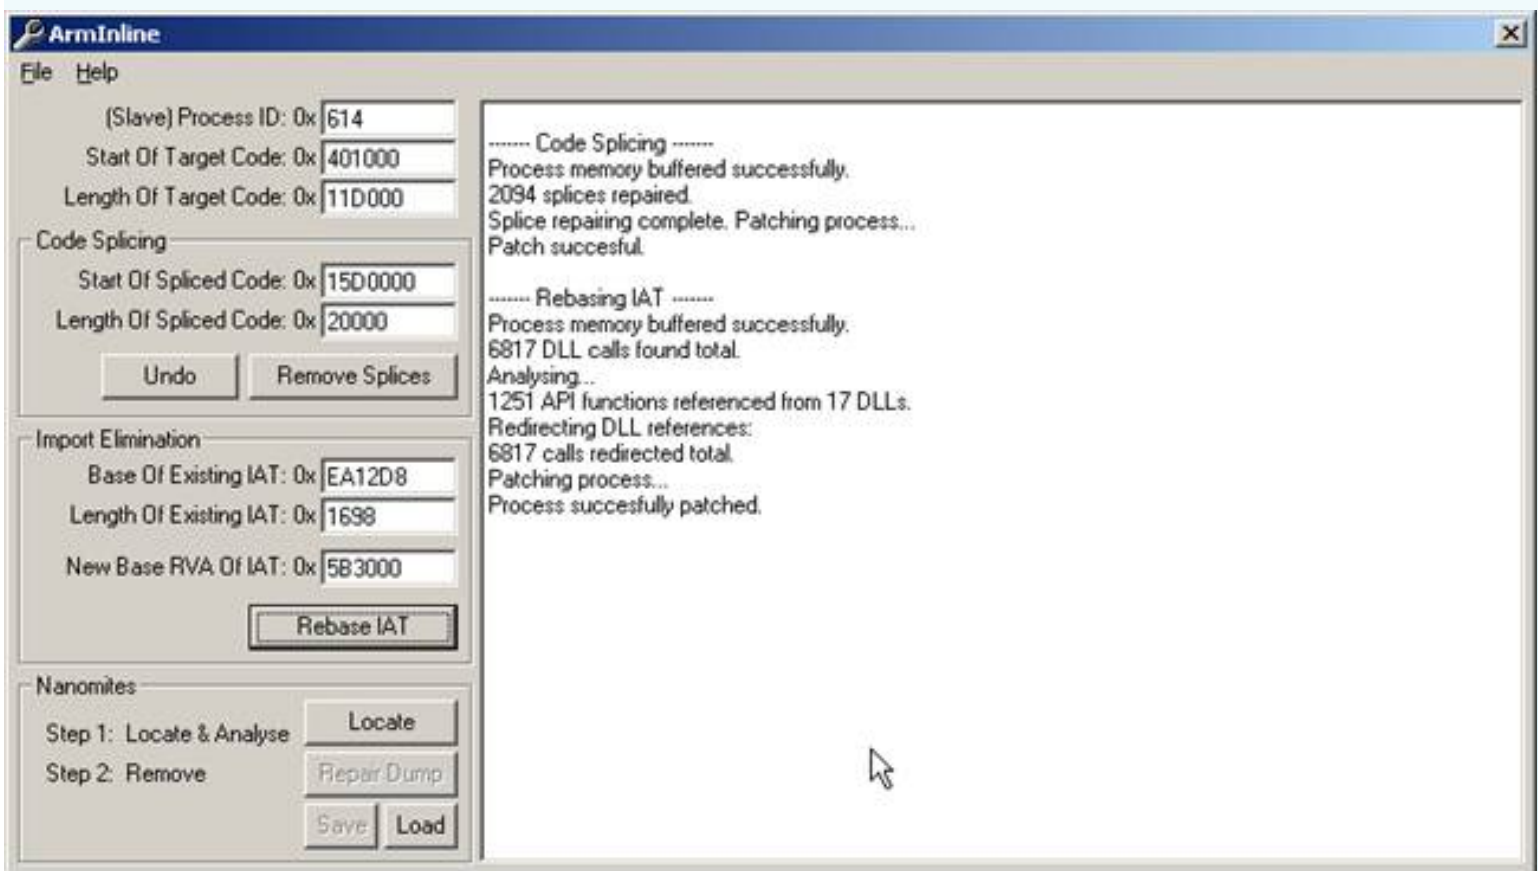 ArmInline
File Help
(Slave) Process ID: 0x 614
Start Of Target Code: 0x 401000
Length Of Target Code: 0x 11D000
Code Splicing
Start Of Spliced Code: 0x 15D0000
Length Of Spliced Code: 0x 20000
Undo Remove Splices
Import Elimination
Base Of Existing IAT: 0x EA12D8
Length Of Existing IAT: 0x 1698
New Base RVA Of IAT: 0x 5B3000
Rebase IAT
Nanomites
Step 1: Locate & Analyse Locate
Step 2: Remove Repair Dump
Save Load
------- Code Splicing -------
Process memory buffered successfully.
2094 splices repaired.
Splice repairing complete. Patching process...
Patch succesful.
------- Rebasing IAT -------
Process memory buffered successfully.
6817 DLL calls found total.
Analysing...
1251 API functions referenced from 17 DLLs.
Redirecting DLL references:
6817 calls redirected total.
Patching process...
Process succesfully patched.